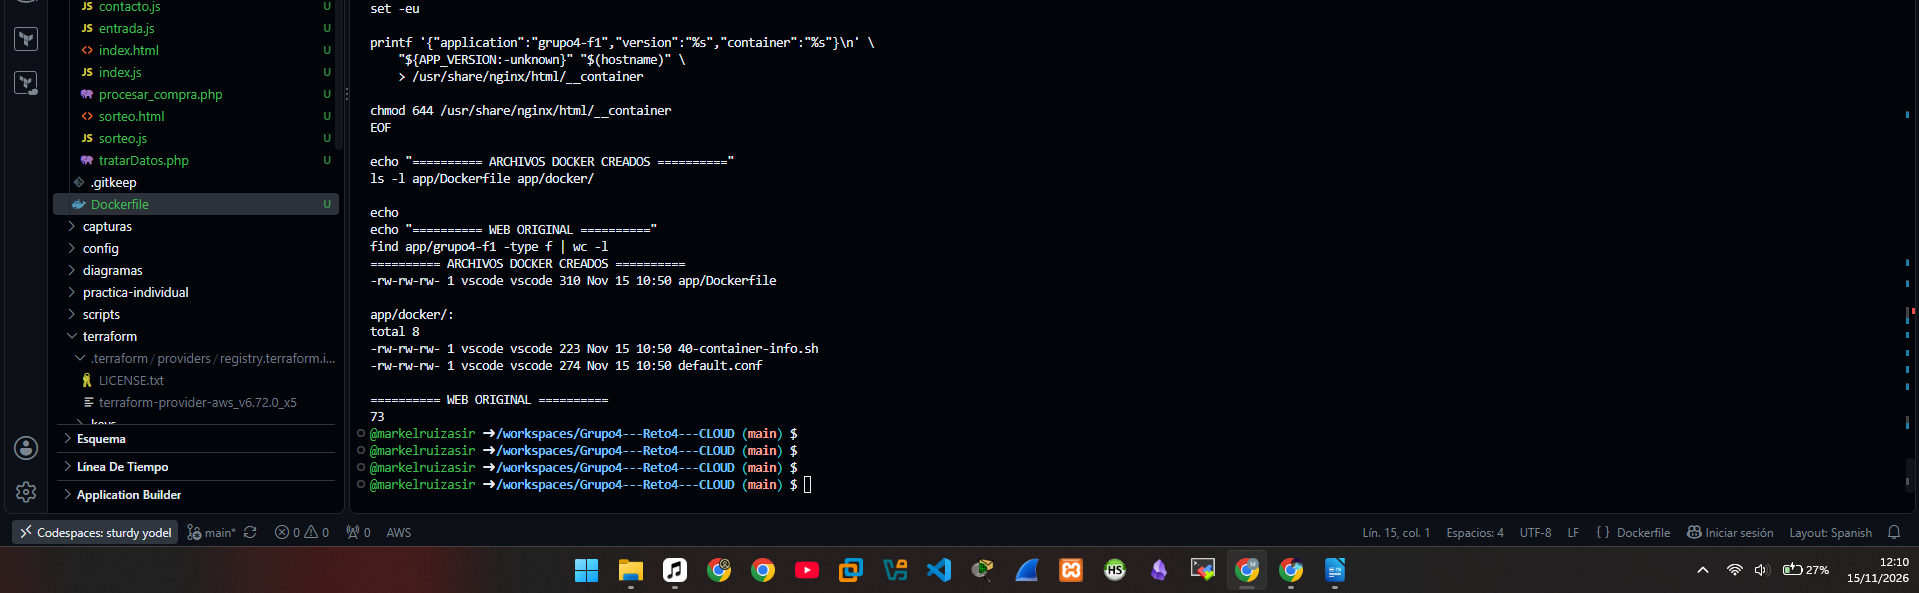 contacto.js U
entrada.js U
index.html U
index.js U
procesar_compra.php U
sorteo.html U
sorteo.js U
tratarDatos.php U
.gitkeep
Dockerfile U
capturas
config
diagramas
practica-individual
scripts
terraform
.terraform / providers / registry.terraform.i...
LICENSE.txt
terraform-provider-aws_v6.72.0_x5
keys
Esquema
Línea De Tiempo
Application Builder
set -eu
printf '{"application":"grupo4-f1","version":"%s","container":"%s"}\n' \
"${APP_VERSION:-unknown}" "$(hostname)" \
> /usr/share/nginx/html/__container
chmod 644 /usr/share/nginx/html/__container
EOF
echo "========== ARCHIVOS DOCKER CREADOS =========="
ls -l app/Dockerfile app/docker/
echo
echo "========== WEB ORIGINAL =========="
find app/grupo4-f1 -type f | wc -l
========== ARCHIVOS DOCKER CREADOS ==========
-rw-rw-rw- 1 vscode vscode 310 Nov 15 10:50 app/Dockerfile
app/docker/:
total 8
-rw-rw-rw- 1 vscode vscode 223 Nov 15 10:50 40-container-info.sh
-rw-rw-rw- 1 vscode vscode 274 Nov 15 10:50 default.conf
========== WEB ORIGINAL ==========
73
@markelruizasir ➜/workspaces/Grupo4---Reto4---CLOUD (main) $
@markelruizasir ➜/workspaces/Grupo4---Reto4---CLOUD (main) $
@markelruizasir ➜/workspaces/Grupo4---Reto4---CLOUD (main) $
@markelruizasir ➜/workspaces/Grupo4---Reto4---CLOUD (main) $
Codespaces: sturdy yodel main* 0 0 0 AWS Lín. 15, col. 1 Espacios: 4 UTF-8 LF { } Dockerfile Iniciar sesión Layout: Spanish
HS 27% 12:10
15/11/2026